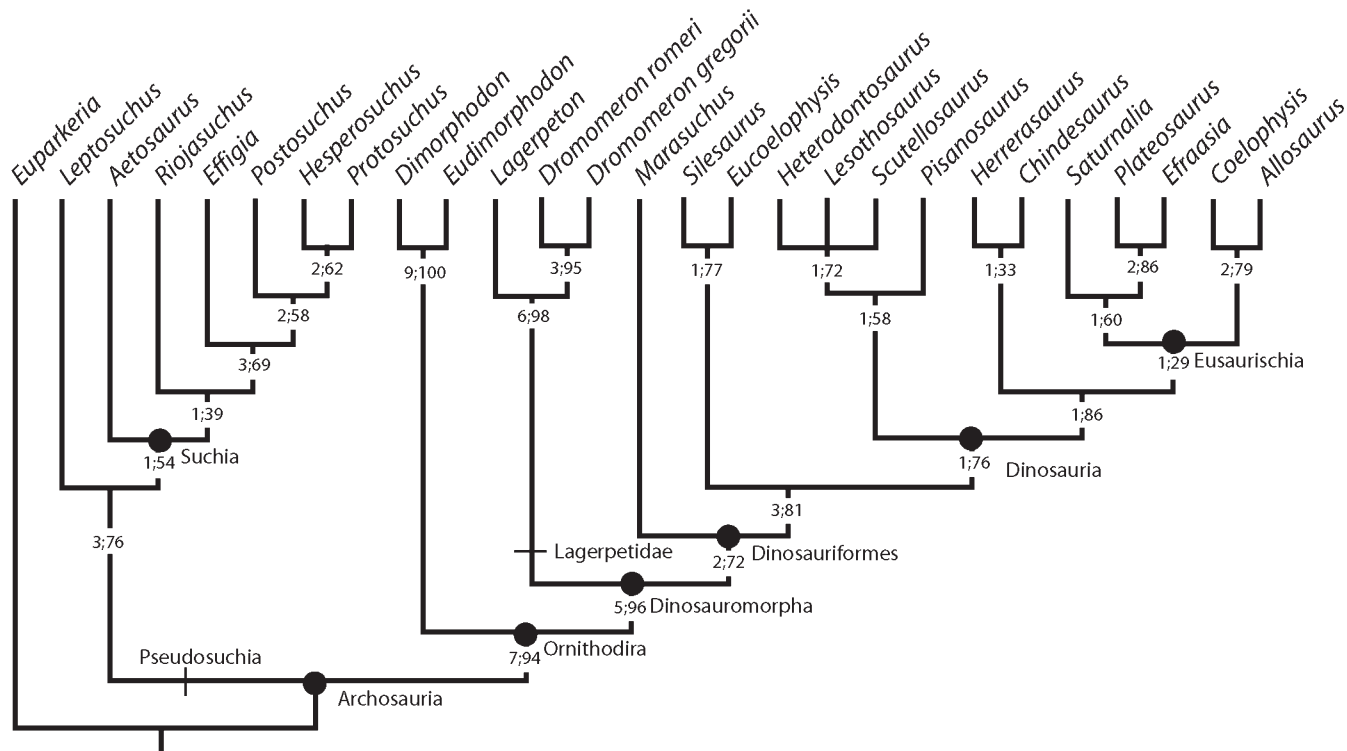 Euparkeria
Leptosuchus
Aetosaurus
Riojasuchus
Effigia
Postosuchus
Hesperosuchus
Protosuchus
Dimorphodon
Eudimorphodon
Lagerpeton
Dromomeron romeri
Dromomeron gregorii
Marasuchus
Silesaurus
Eucoelophysis
Heterodontosaurus
Lesothosaurus
Scutellosaurus
Pisanosaurus
Herrerasaurus
Chindesaurus
Saturnalia
Plateosaurus
Efraasia
Coelophysis
Allosaurus
2;62
9;100
3;95
1;77
1;72
1;33
2;86
2;79
2;58
6;98
1;58
1;60
3;69
1;29 Eusaurischia
1;39
1;86
1;54 Suchia
1;76
Dinosauria
3;81
3;76
Lagerpetidae
2;72 Dinosauriformes
5;96 Dinosauromorpha
7;94 Ornithodira
Pseudosuchia
Archosauria